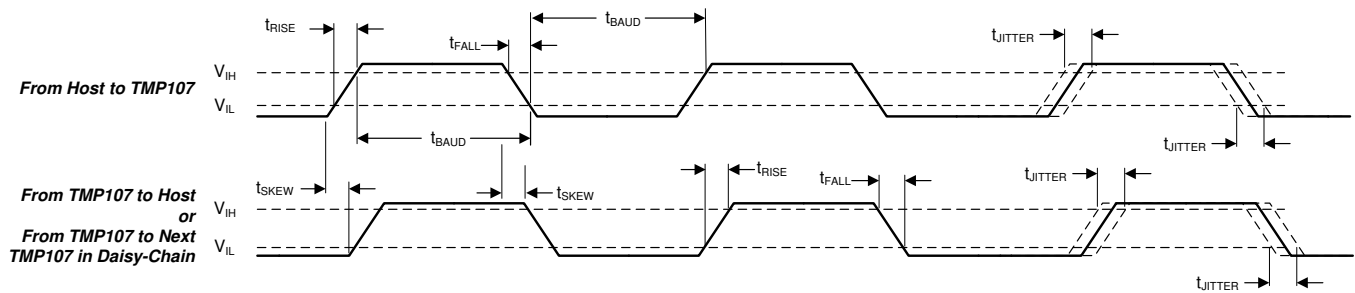 tRISE
tFALL
tBAUD
tJITTER
From Host to TMP107
VIH
VIL
tBAUD
tJITTER
tSKEW
tSKEW
tRISE
tFALL
tJITTER
From TMP107 to Host
or
From TMP107 to Next
TMP107 in Daisy-Chain
VIH
VIL
tJITTER